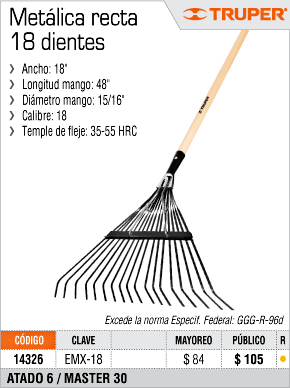 Metálica recta
18 dientes
TRUPER®
Ancho: 18"
Longitud mango: 48"
Diámetro mango: 15/16"
Calibre: 18
Temple de fleje: 35-55 HRC
TRUPER
Excede la norma Especif. Federal: GGG-R-96d
CÓDIGO CLAVE MAYOREO PÚBLICO R
14326 EMX-18 $ 84 $ 105
ATADO 6 / MASTER 30